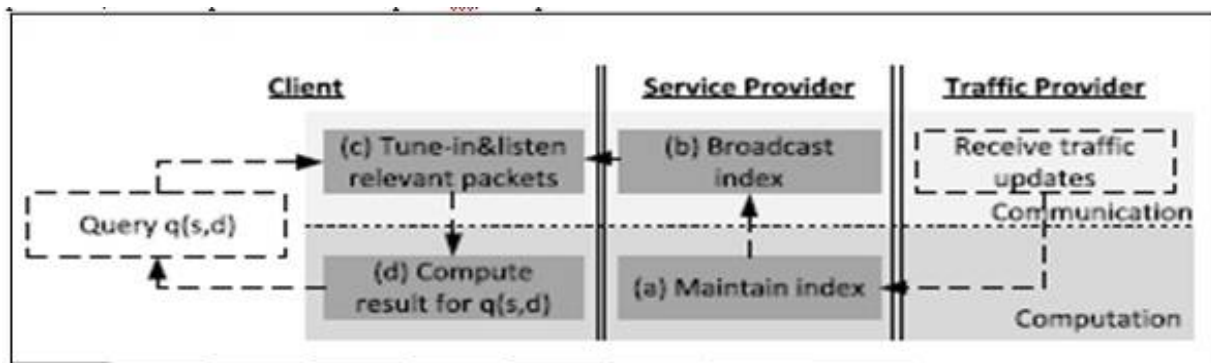 Client
Service Provider
Traffic Provider
(c) Tune-in&listen
relevant packets
(b) Broadcast
index
Receive traffic
updates
Communication
Query q(s,d)
(d) Compute
result for q(s,d)
(a) Maintain index
Computation